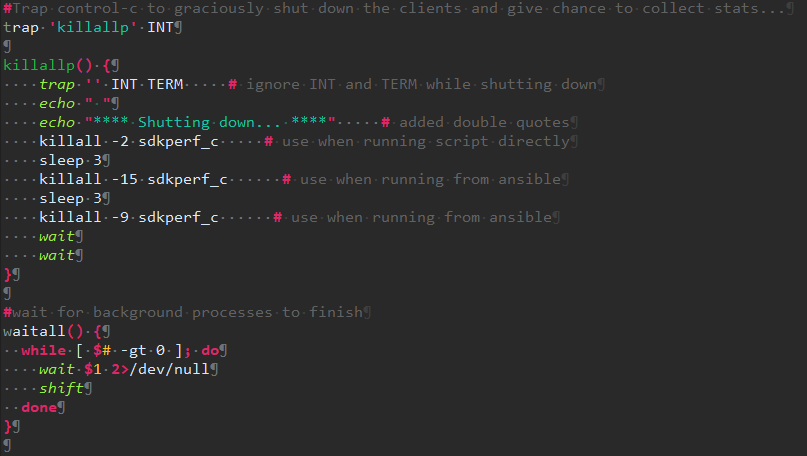 #Trap control-c to graciously shut down the clients and give chance to collect stats...¶
trap·'killallp'·INT¶
¶
killallp()·{¶
····trap·''·INT·TERM·····#·ignore·INT·and·TERM·while·shutting·down¶
····echo·"·"¶
····echo·"****·Shutting·down...·****"·····#·added·double·quotes¶
····killall·-2·sdkperf_c·····#·use·when·running·script·directly¶
····sleep·3¶
····killall·-15·sdkperf_c······#·use·when·running·from·ansible¶
····sleep·3¶
····killall·-9·sdkperf_c······#·use·when·running·from·ansible¶
····wait¶
····wait¶
}¶
¶
#wait·for·background·processes·to·finish¶
waitall()·{¶
··while·[·$#·-gt·0·];·do¶
····wait·$1·2>/dev/null¶
····shift¶
··done¶
}¶
¶